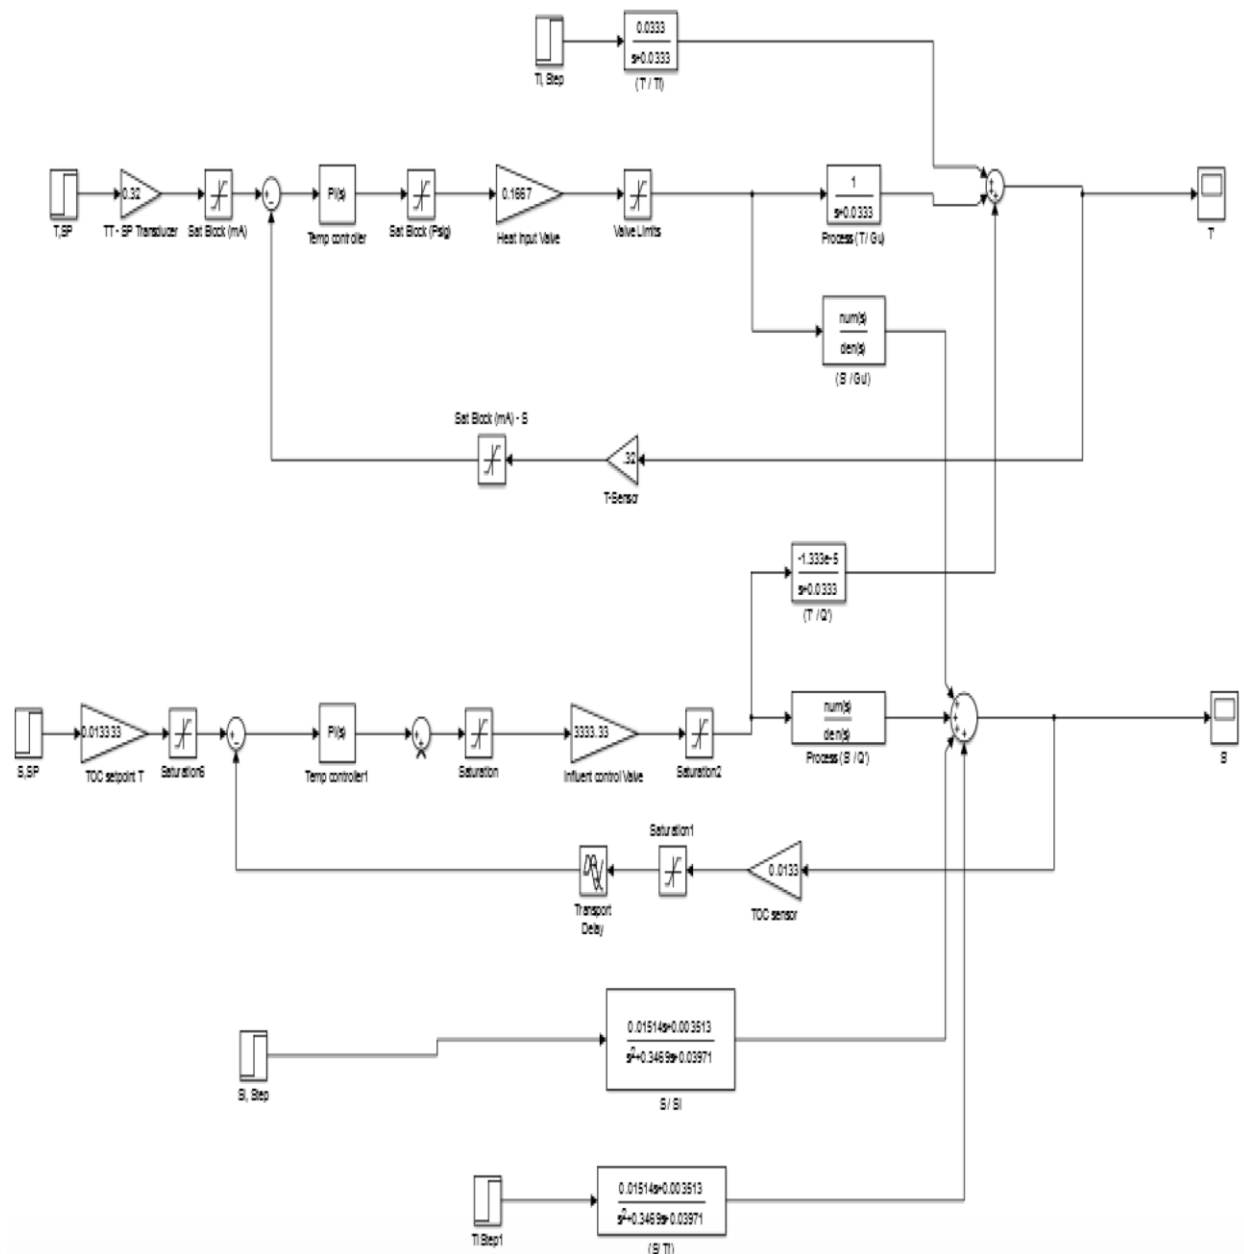 0.0333
s+0.0333
TI, Step
(T' / TI')
T,SP
0.32
TT - SP Transducer
Sat Block (mA)
PI(s)
Temp controller
Sat Block (Psig)
0.1667
Heat Input Valve
Valve Limits
1
s+0.0333
Process (T'/ Gu)
T'
num(s)
den(s)
(S' /Gu')
Sat Block (mA) - S
.32
T-Sensor
-1.333e-5
s+0.0333
(T' /Q')
S,SP
0.013333
TOC setpoint T
Saturation6
PI(s)
Temp controller1
Saturation
3333.33
Influent control Valve
Saturation2
num(s)
den(s)
Process (S' /Q')
S'
Saturation1
Transport
Delay
0.0133
TOC sensor
SI, Step
0.01514s+0.003513
s²+0.3469s+0.03971
S / SI
TI Step1
0.01514s+0.003513
s²+0.3469s+0.03971
(S/ TI)